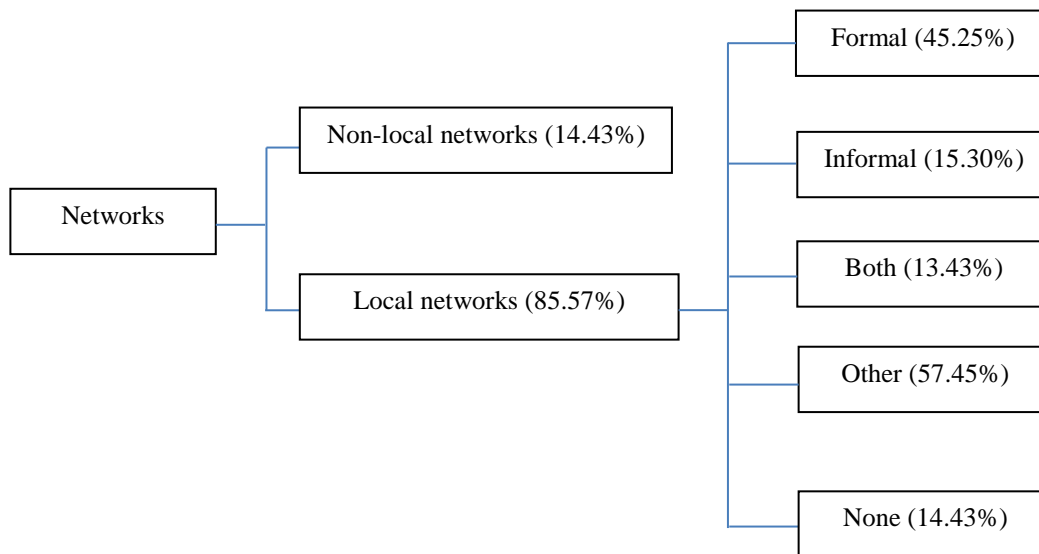 Networks
Non-local networks (14.43%)
Local networks (85.57%)
Formal (45.25%)
Informal (15.30%)
Both (13.43%)
Other (57.45%)
None (14.43%)